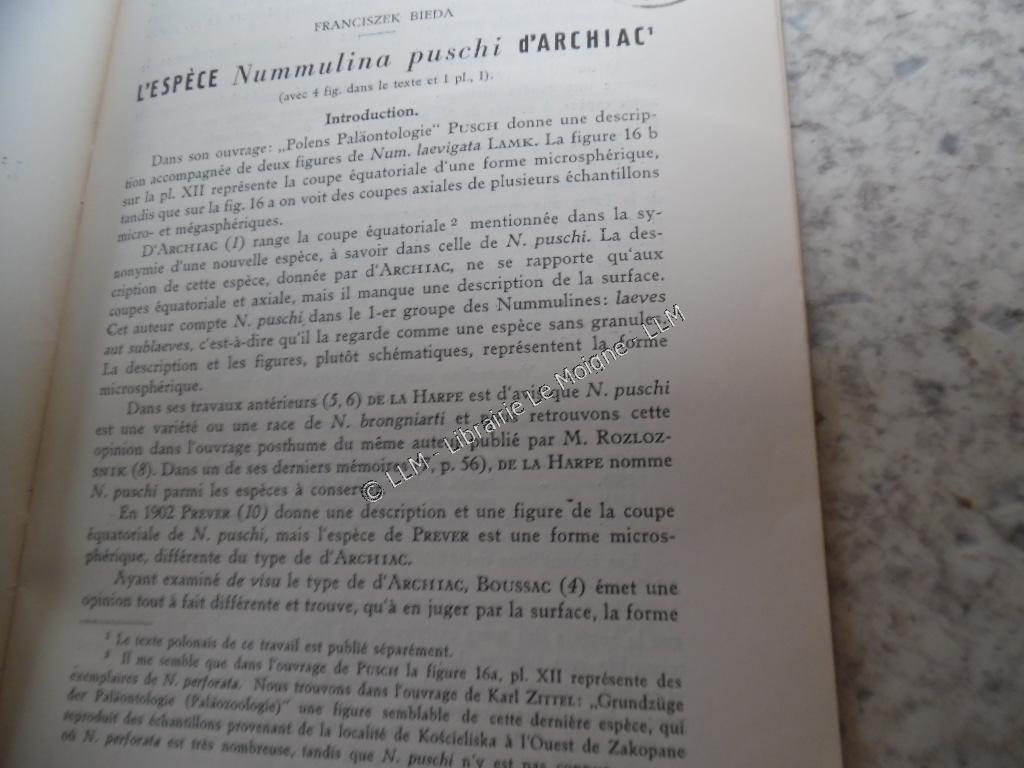 FRANCISZEK BIEDA
L'ESPÈCE Nummulina puschi d'ARCHIAC¹
(avec 4 fig. dans le texte et 1 pl., I).
Introduction.
Dans son ouvrage: „Polens Paläontologie" PUSCH donne une descrip-
tion accompagnée de deux figures de Num. laevigata LAMK. La figure 16 b
sur la pl. XII représente la coupe équatoriale d'une forme microsphérique,
tandis que sur la fig. 16 a on voit des coupes axiales de plusieurs échantillons
micro- et mégasphériques.
D'ARCHIAC (1) range la coupe équatoriale ² mentionnée dans la sy-
nonymie d'une nouvelle espèce, à savoir dans celle de N. puschi. La des-
cription de cette espèce, donnée par d'ARCHIAC, ne se rapporte qu'aux
coupes équatoriale et axiale, mais il manque une description de la surface.
Cet auteur compte N. puschi dans le 1-er groupe des Nummulines: laeves
aut sublaeves, c'est-à-dire qu'il la regarde comme une espèce sans granules.
La description et les figures, plutôt schématiques, représentent la forme
microsphérique.
Dans ses travaux antérieurs (5, 6) DE LA HARPE est d'avis que N. puschi
est une variété ou une race de N. brongniarti et nous retrouvons cette
opinion dans l'ouvrage posthume du même auteur publié par M. ROZLOZ-
SNIK (8). Dans un de ses derniers mémoire p. 56), DE LA HARPE nomme
N. puschi parmi les espèces à conserver.
En 1902 PREVER (10) donne une description et une figure de la coupe
équatoriale de N. puschi, mais l'espèce de PREVER est une forme micros-
phérique, différente du type de d'ARCHIAC.
Ayant examiné de visu le type de d'ARCHIAC, BOUSSAC (4) émet une
opinion tout à fait différente et trouve, qu'à en juger par la surface, la forme
¹ Le texte polonais de ce travail est publié séparément.
² Il me semble que dans l'ouvrage de PUSCH la figure 16a, pl. XII représente des
exemplaires de N. perforata. Nous trouvons dans l'ouvrage de Karl ZITTEL: „Grundzüge
der Paläontologie (Paläozoologie)" une figure semblable de cette dernière espèce, qui
reproduit des échantillons provenant de la localité de Kościeliska à l'Ouest de Zakopane
où N. perforata est très nombreuse, tandis que N. puschi n'y est pas
© LLM - Librairie Le Moigne - LLM